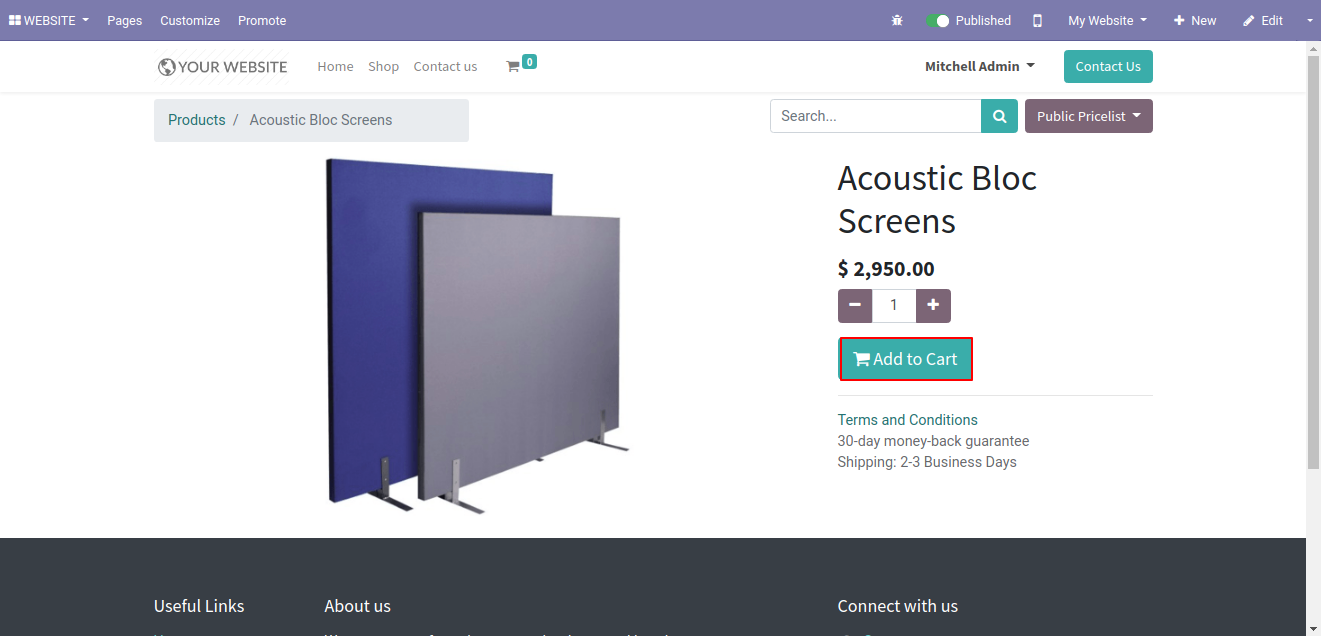 WEBSITE Pages Customize Promote Published My Website New Edit
YOUR WEBSITE Home Shop Contact us 0 Mitchell Admin Contact Us
Products / Acoustic Bloc Screens Search... Public Pricelist
Acoustic Bloc
Screens
$ 2,950.00
1
Add to Cart
Terms and Conditions
30-day money-back guarantee
Shipping: 2-3 Business Days
Useful Links About us Connect with us